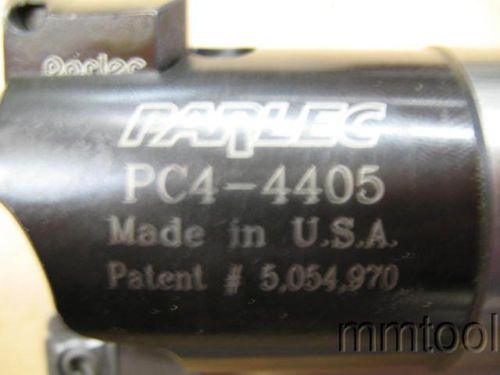 Parlec
PARLEC
PC4-4405
Made in U.S.A.
Patent # 5,054,970
mmtool